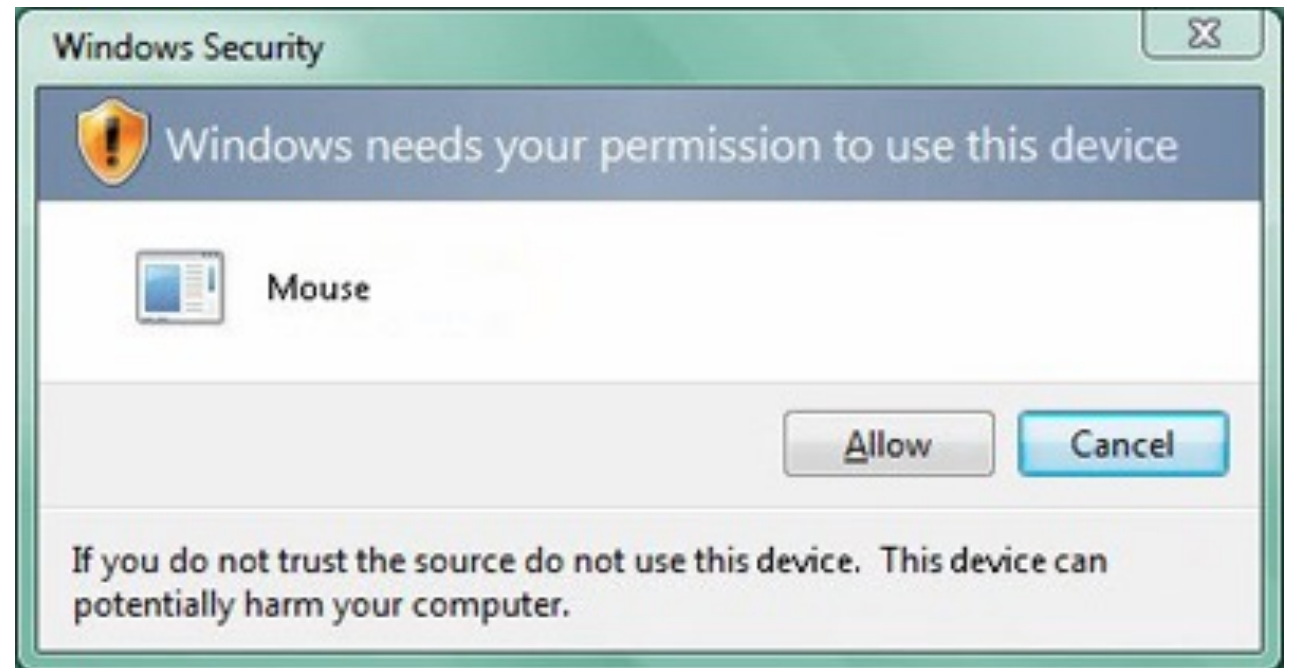 Windows Security
Windows needs your permission to use this device
Mouse
Allow
Cancel
If you do not trust the source do not use this device.  This device can
potentially harm your computer.